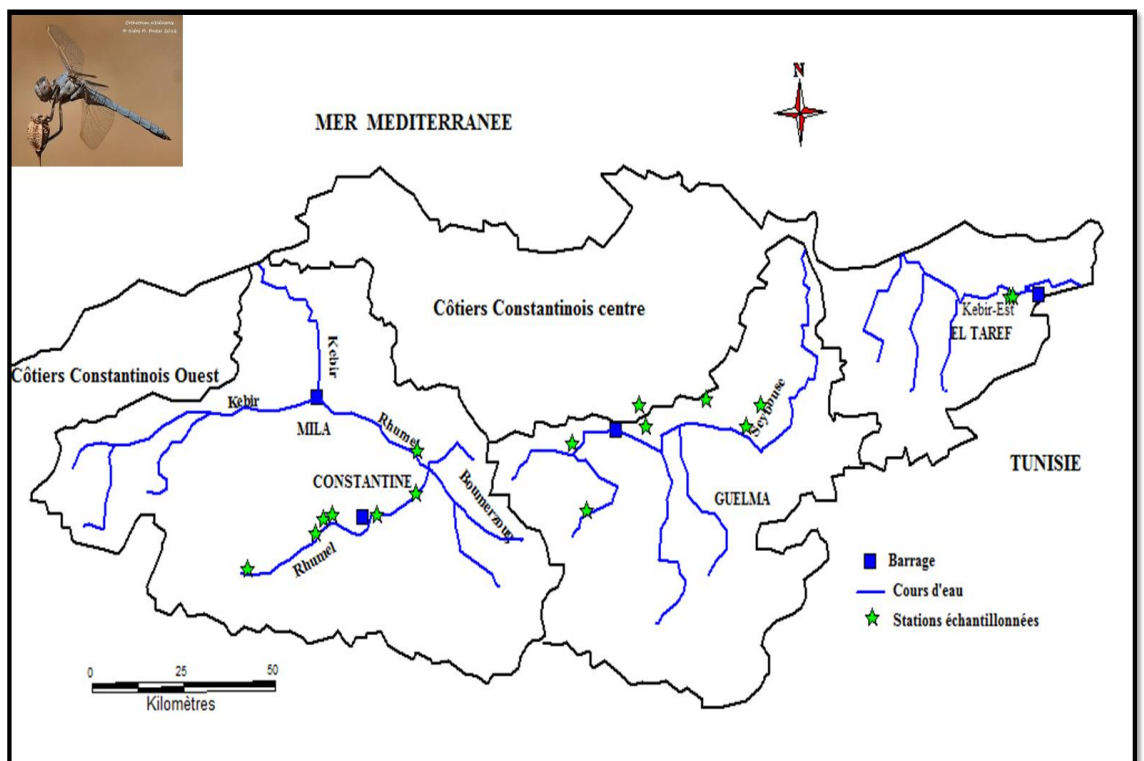 N
MER MEDITERRANEE
Côtiers Constantinois centre
Côtiers Constantinois Ouest
Kebir
Kebir
MILA
Rhumel
CONSTANTINE
Boumerzoug
Rhumel
Seybouse
GUELMA
Kebir-Est
EL TAREF
TUNISIE
Barrage
Cours d'eau
Stations échantillonnées
0 25 50
Kilomètres